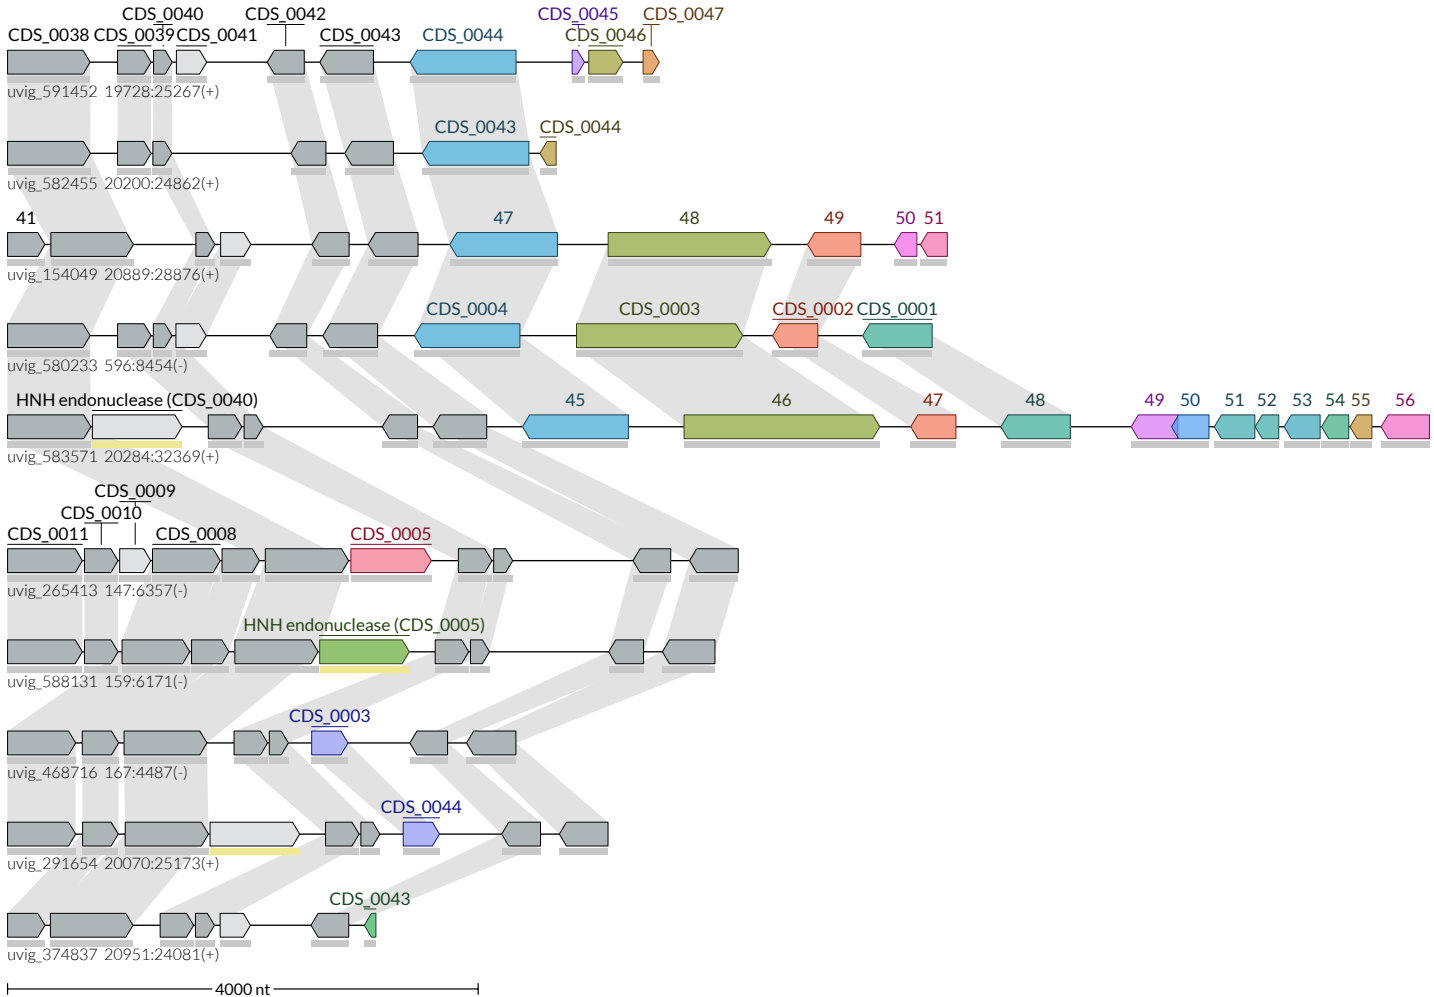 CDS_0040 CDS_0042 CDS_0045 CDS_0047
CDS_0038 CDS_0039 CDS_0041 CDS_0043 CDS_0044 CDS_0046
uvig_591452 19728:25267(+)
CDS_0043 CDS_0044
uvig_582455 20200:24862(+)
41 47 48 49 50 51
uvig_154049 20889:28876(+)
CDS_0004 CDS_0003 CDS_0002 CDS_0001
uvig_580233 596:8454(-)
HNH endonuclease (CDS_0040) 45 46 47 48 49 50 51 52 53 54 55 56
uvig_583571 20284:32369(+)
CDS_0009
CDS_0010
CDS_0011 CDS_0008 CDS_0005
uvig_265413 147:6357(-)
HNH endonuclease (CDS_0005)
uvig_588131 159:6171(-)
CDS_0003
uvig_468716 167:4487(-)
CDS_0044
uvig_291654 20070:25173(+)
CDS_0043
uvig_374837 20951:24081(+)
4000 nt